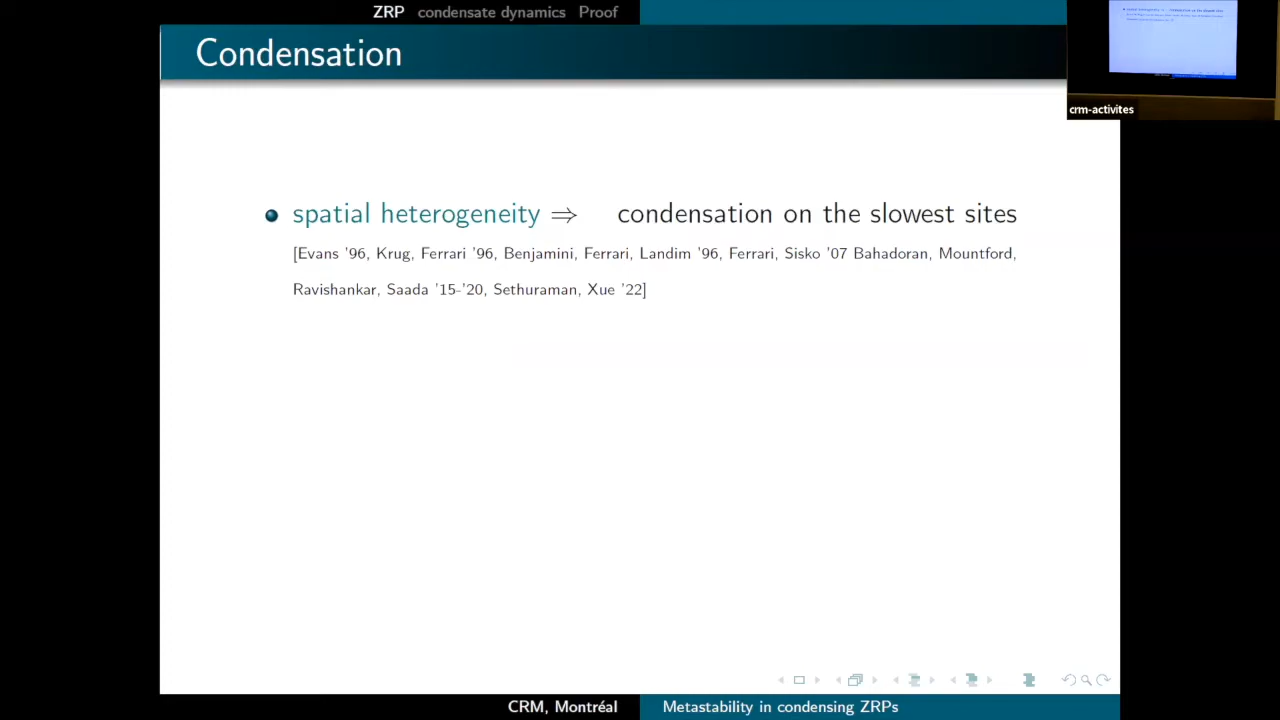 ZRP condensate dynamics Proof
Condensation
crm-activites
spatial heterogeneity ⇒ condensation on the slowest sites
[Evans '96, Krug, Ferrari '96, Benjamini, Ferrari, Landim '96, Ferrari, Sisko '07 Bahadoran, Mountford,
Ravishankar, Saada '15-'20, Sethuraman, Xue '22]
CRM, Montréal Metastability in condensing ZRPs